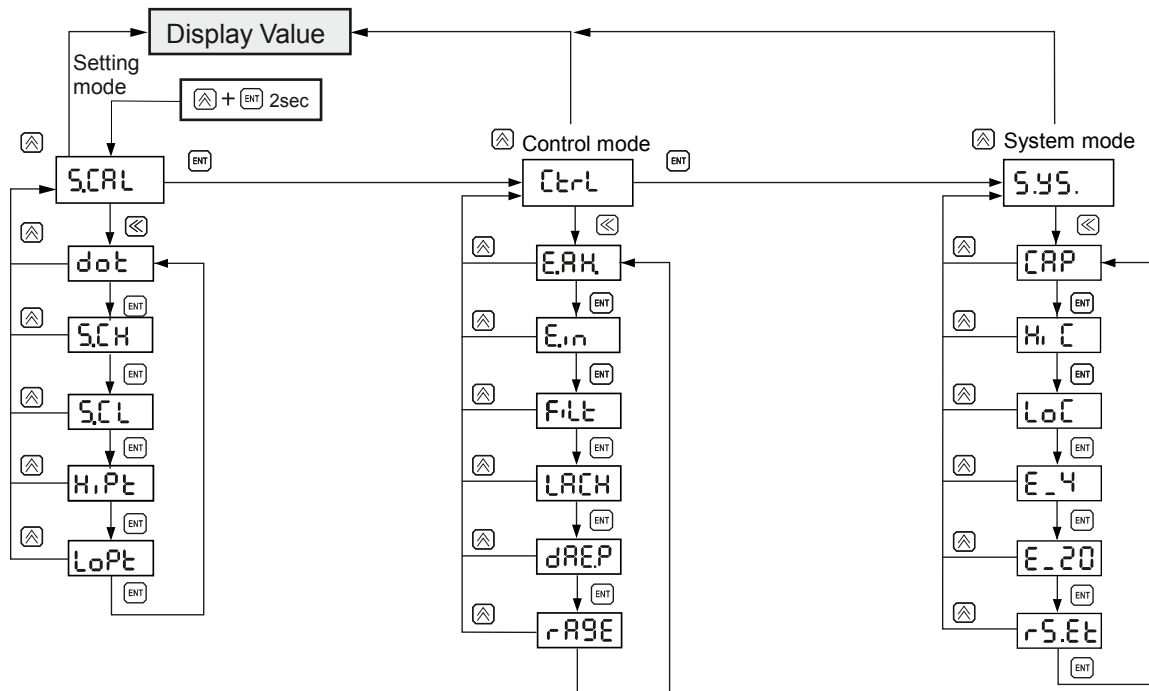 Display Value
Setting
mode
+ ENT 2sec
Control mode
System mode
ENT
ENT
S.CAL
CtrL
S.YS.
dot
E.AH.
CAP
ENT
ENT
ENT
S.CH
E.in
Hi C
ENT
ENT
ENT
S.CL
FiLt
LoC
ENT
ENT
ENT
HiPt
LACH
E_4
ENT
ENT
ENT
LoPt
dAE.P
E_20
ENT
ENT
ENT
rAgE
rS.Et
ENT